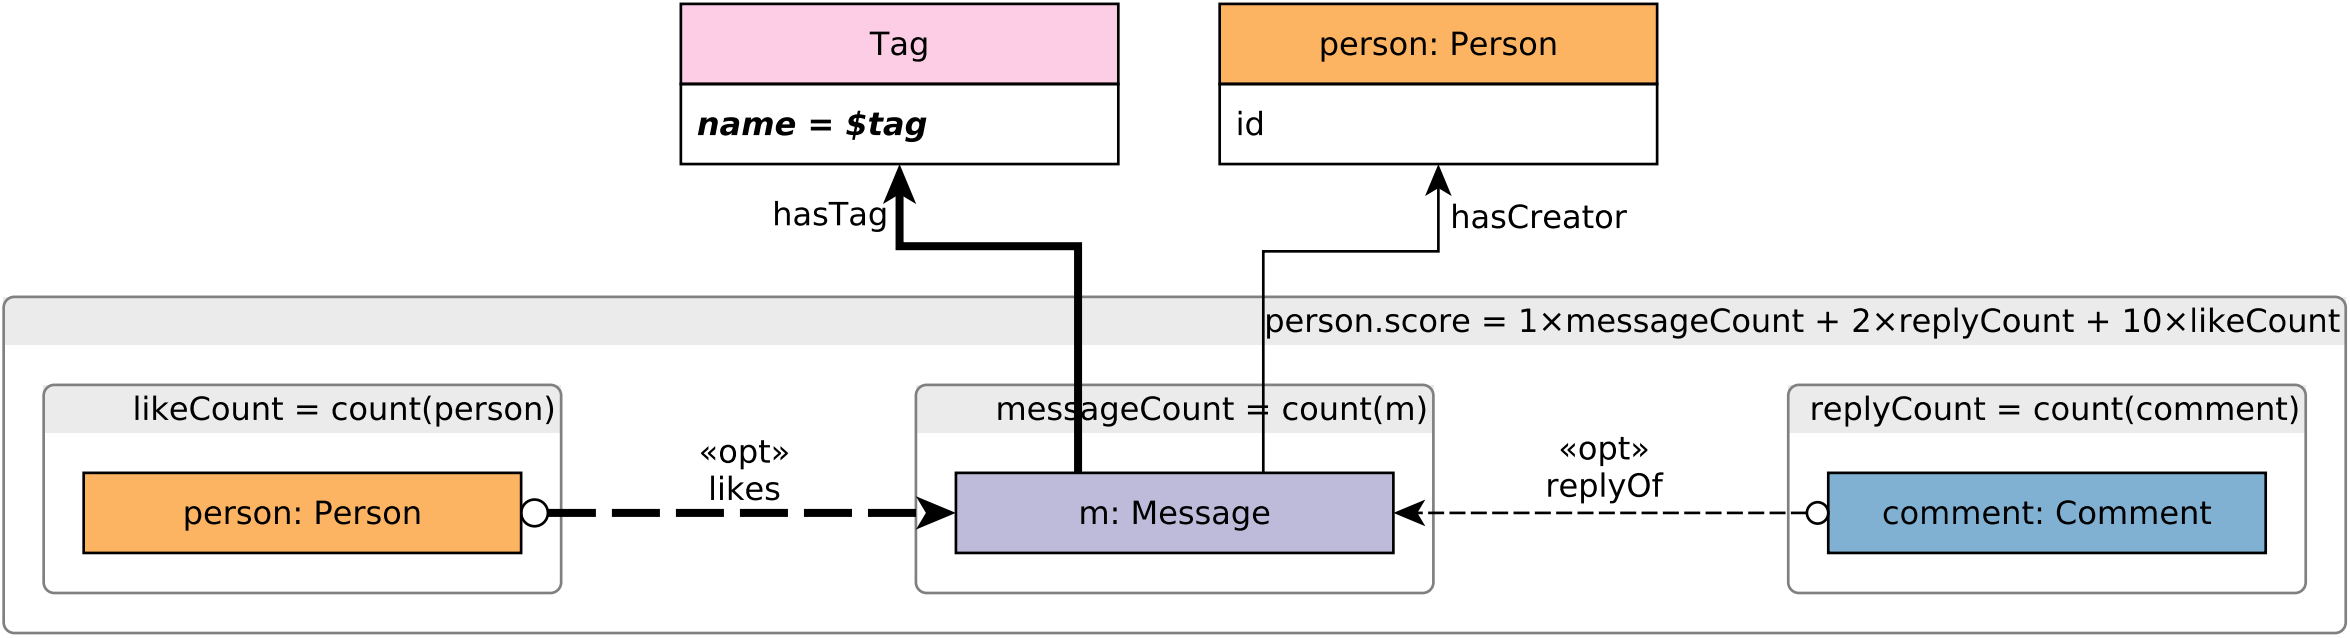 Tag
name = $tag
person: Person
id
hasTag
hasCreator
person.score = 1×messageCount + 2×replyCount + 10×likeCount
likeCount = count(person)
person: Person
«opt»
likes
messageCount = count(m)
m: Message
«opt»
replyOf
replyCount = count(comment)
comment: Comment